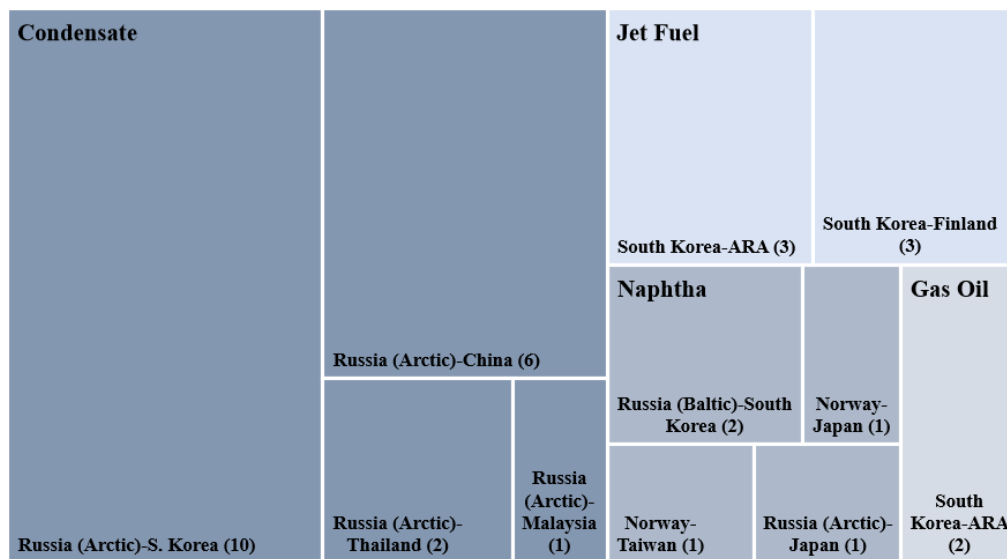 Condensate
Russia (Arctic)-S. Korea (10)
Russia (Arctic)-China (6)
Russia (Arctic)-
Thailand (2)
Russia
(Arctic)-
Malaysia
(1)
Jet Fuel
South Korea-ARA (3)
South Korea-Finland
(3)
Naphtha
Russia (Baltic)-South
Korea (2)
Norway-
Japan (1)
Norway-
Taiwan (1)
Russia (Arctic)-
Japan (1)
Gas Oil
South
Korea-ARA
(2)